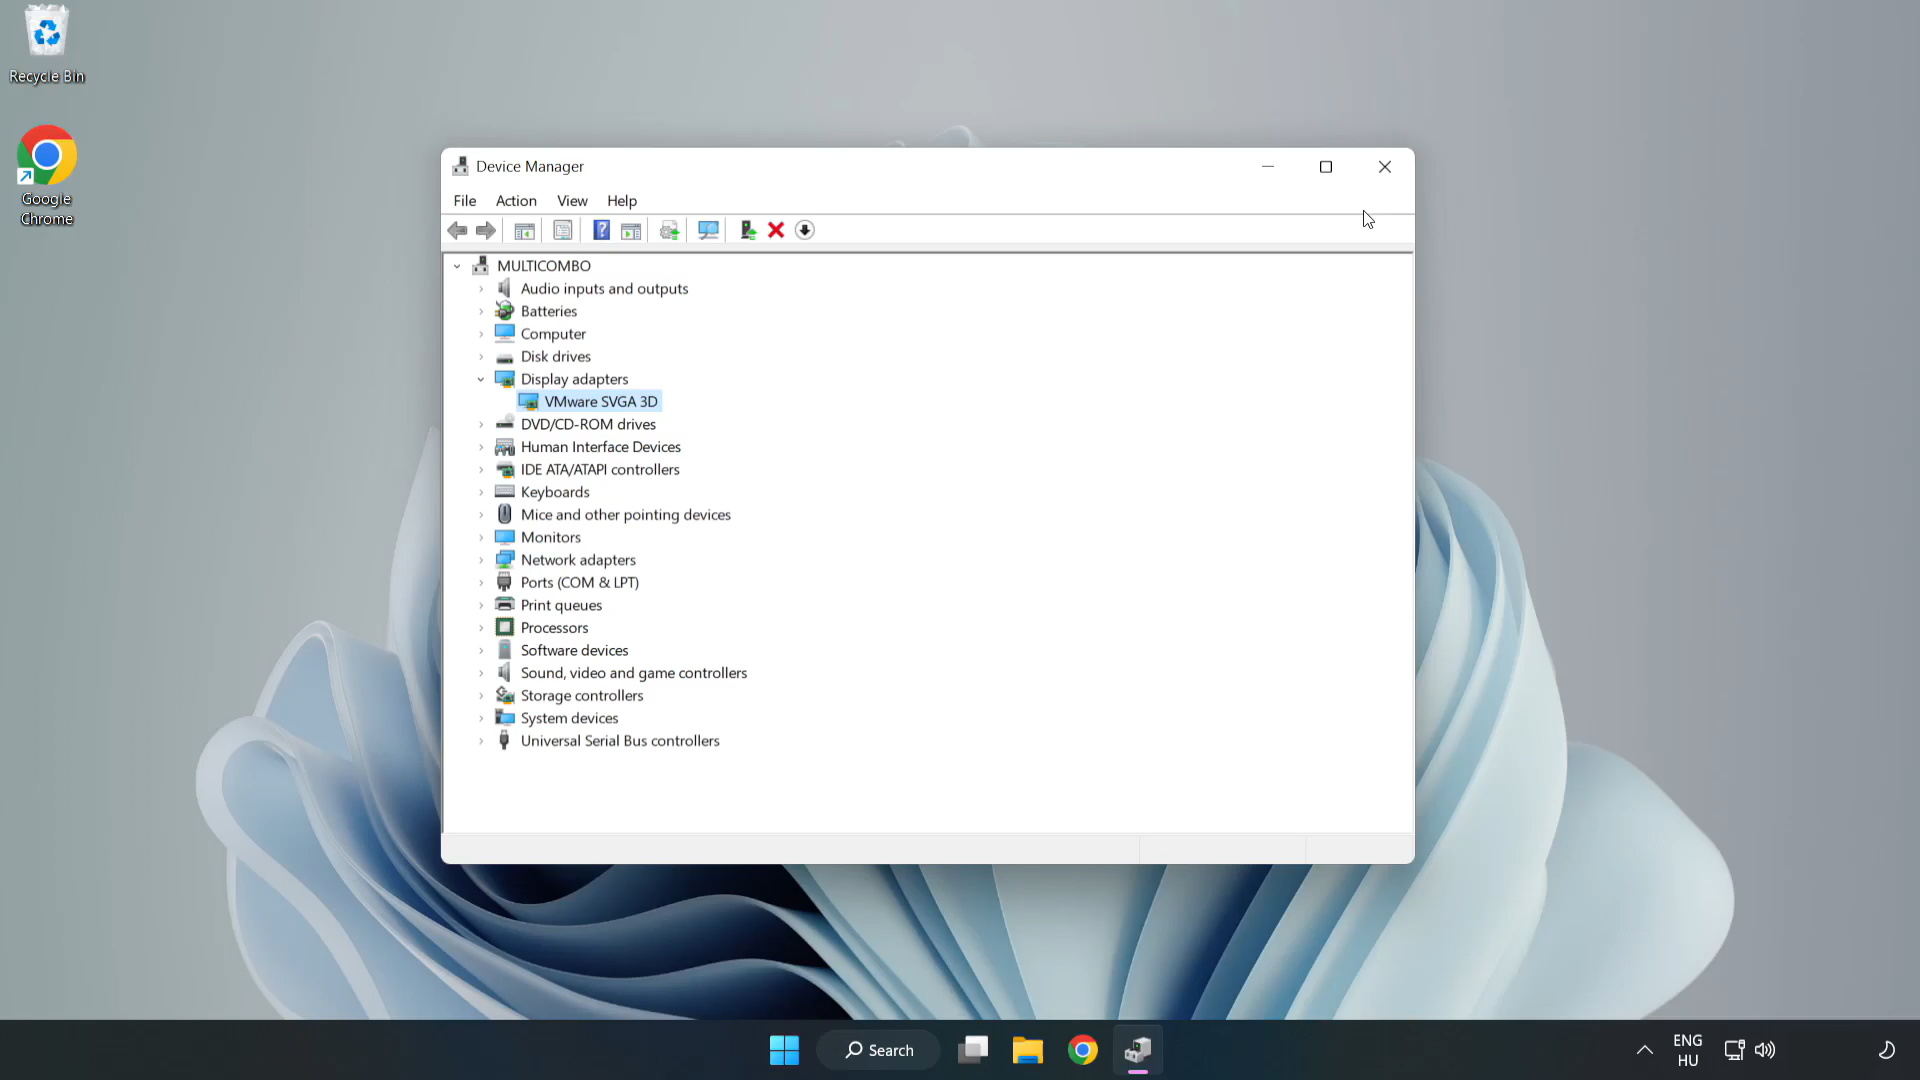 Recycle Bin
Google
Chrome
Device Manager
File Action View Help
MULTICOMBO
Audio inputs and outputs
Batteries
Computer
Disk drives
Display adapters
VMware SVGA 3D
DVD/CD-ROM drives
Human Interface Devices
IDE ATA/ATAPI controllers
Keyboards
Mice and other pointing devices
Monitors
Network adapters
Ports (COM & LPT)
Print queues
Processors
Software devices
Sound, video and game controllers
Storage controllers
System devices
Universal Serial Bus controllers
Search
ENG
HU